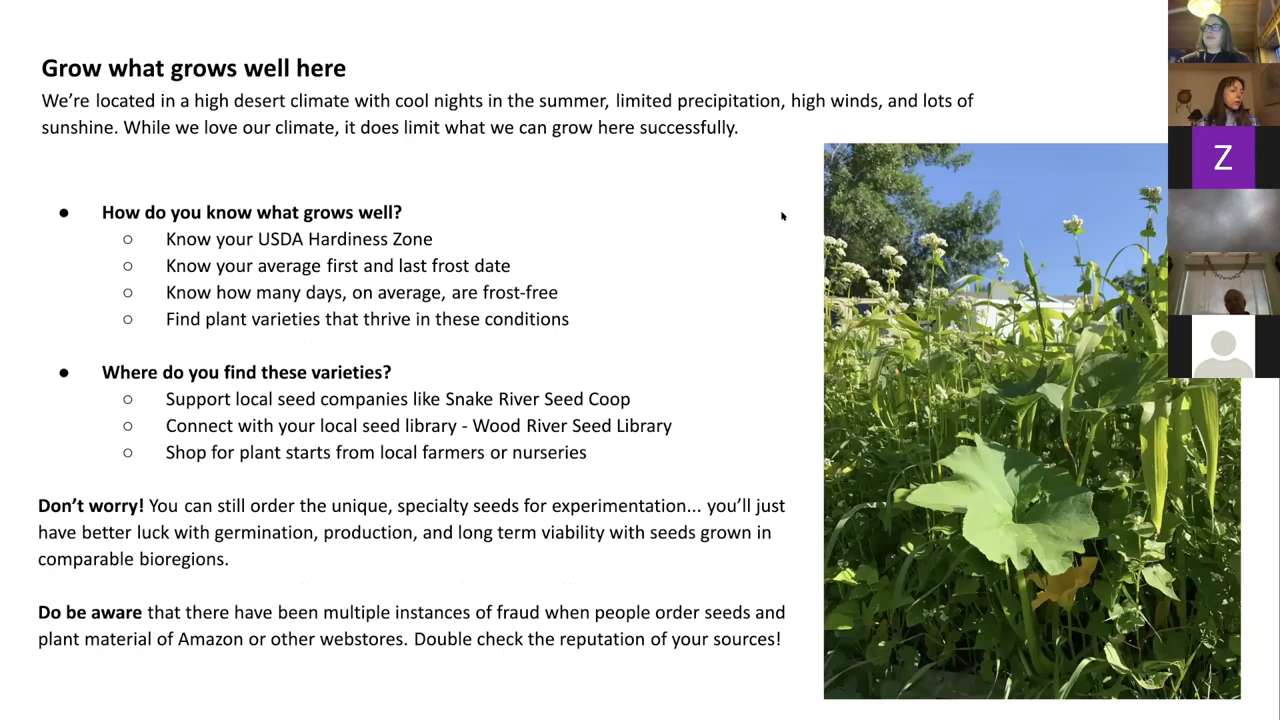 Grow what grows well here
We’re located in a high desert climate with cool nights in the summer, limited precipitation, high winds, and lots of
sunshine. While we love our climate, it does limit what we can grow here successfully.
● How do you know what grows well?
○ Know your USDA Hardiness Zone
○ Know your average first and last frost date
○ Know how many days, on average, are frost-free
○ Find plant varieties that thrive in these conditions
● Where do you find these varieties?
○ Support local seed companies like Snake River Seed Coop
○ Connect with your local seed library - Wood River Seed Library
○ Shop for plant starts from local farmers or nurseries
Don’t worry! You can still order the unique, specialty seeds for experimentation... you’ll just
have better luck with germination, production, and long term viability with seeds grown in
comparable bioregions.
Do be aware that there have been multiple instances of fraud when people order seeds and
plant material of Amazon or other webstores. Double check the reputation of your sources!
Z